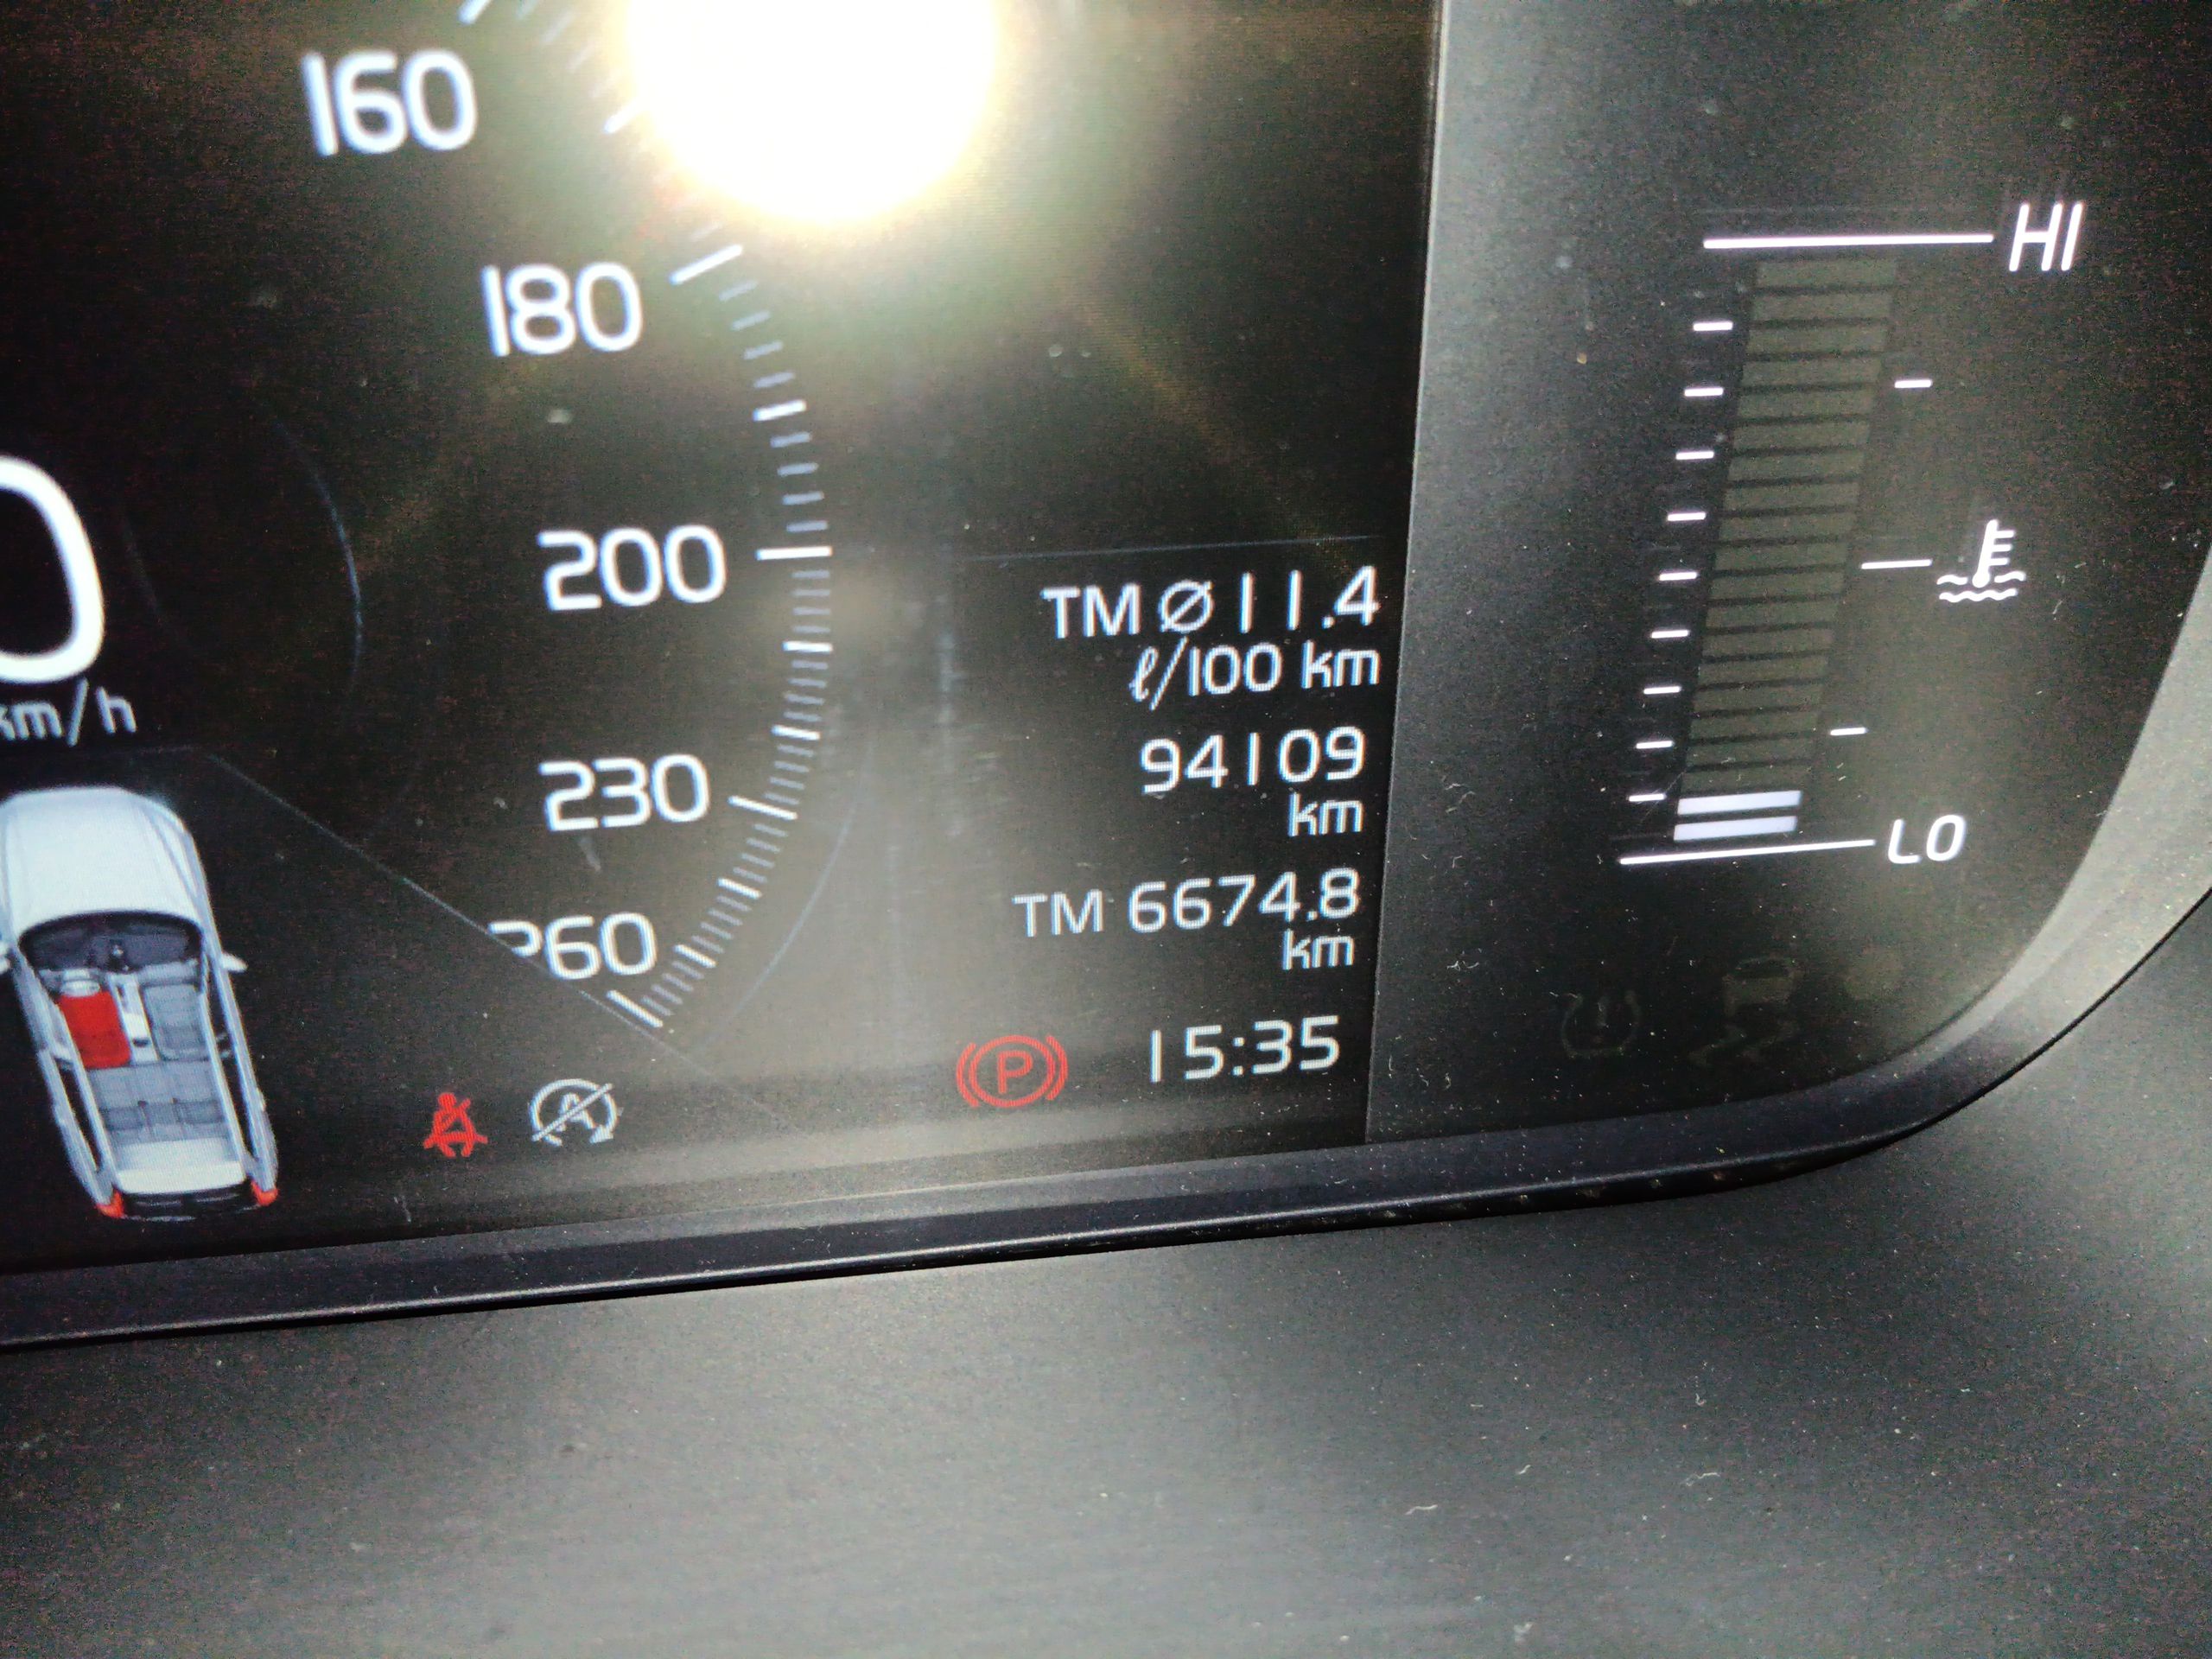 160
180
200
230
260
0
km/h
TM Ø 11.4
ℓ/100 km
94109
km
TM 6674.8
km
P
15:35
A
HI
LO